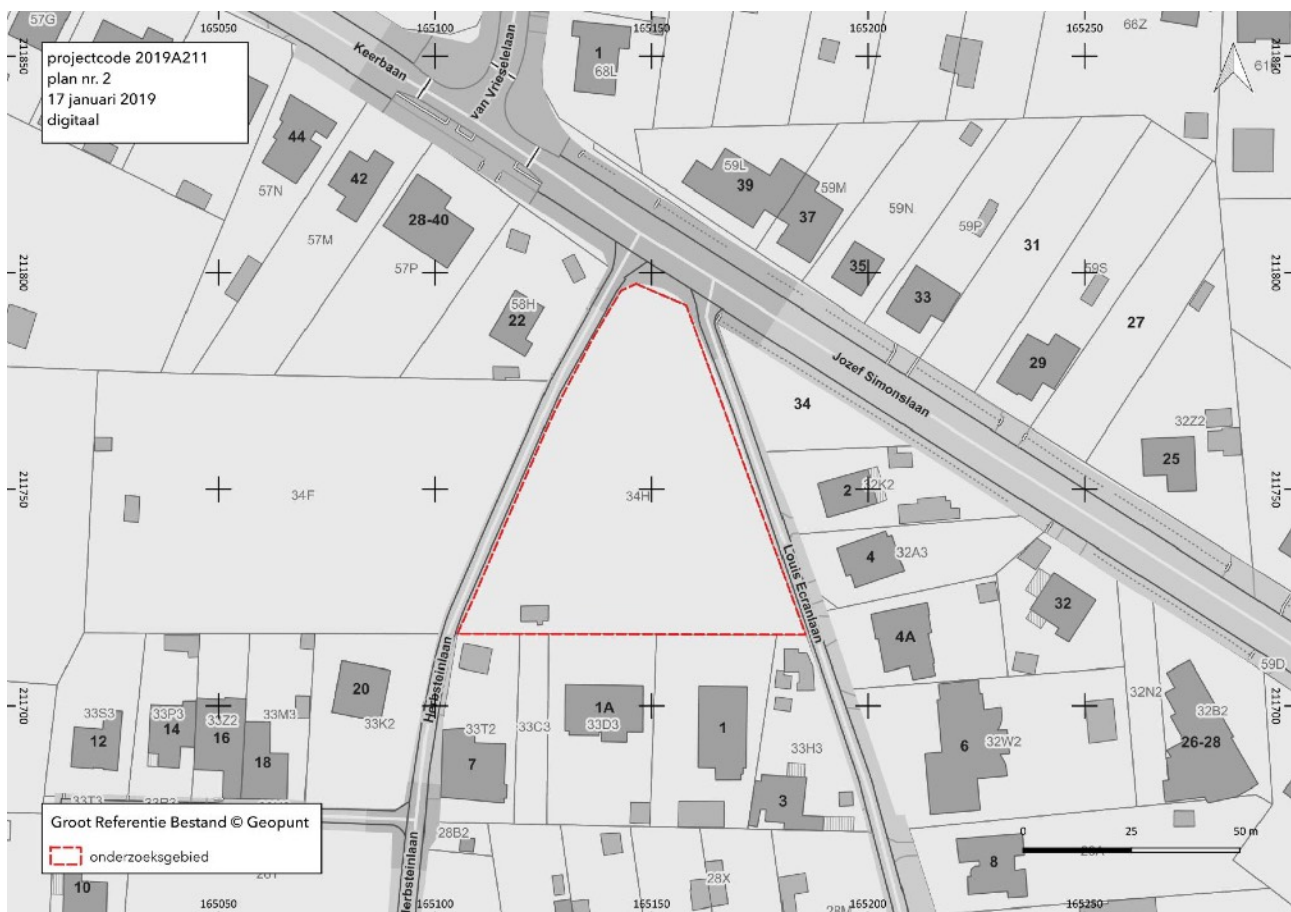 57G
165050
165100
165150
165200
165250
66Z
211850
211850
projectcode 2019A211
plan nr. 2
17 januari 2019
digitaal
Keerbaan
van Vrieselelaan
1
68L
44
57N
42
57M
28-40
57P
58H
22
59L
39
59M
37
59N
35
59P
33
31
59S
29
27
211800
211800
Jozef Simonslaan
34
32Z2
25
34F
34H
211750
211750
2
32K2
4
32A3
Louis Ecranlaan
4A
32
59D
Herbsteinlaan
20
33K2
33S3
12
33P3
14
33Z2
16
33M3
18
33T2
7
33C3
1A
33D3
1
33H3
3
6
32W2
32N2
32B2
26-28
211700
211700
33T3
Groot Referentie Bestand © Geopunt
onderzoeksgebied
28B2
10
Herbsteinlaan
28X
8
0 25 50 m
165050
165100
165150
165200
165250